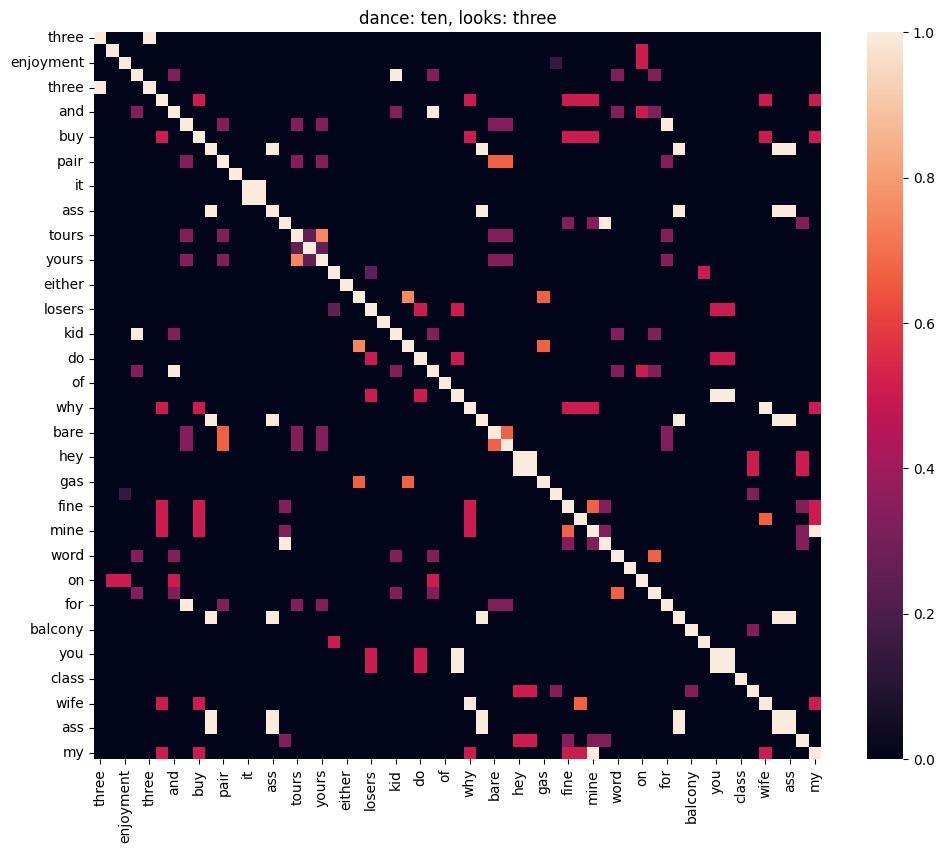 dance: ten, looks: three
three
enjoyment
three
and
buy
pair
it
ass
tours
yours
either
losers
kid
do
of
why
bare
hey
gas
fine
mine
word
on
for
balcony
you
class
wife
ass
my
1.0
0.8
0.6
0.4
0.2
0.0
three
enjoyment
three
and
buy
pair
it
ass
tours
yours
either
losers
kid
do
of
why
bare
hey
gas
fine
mine
word
on
for
balcony
you
class
wife
ass
my